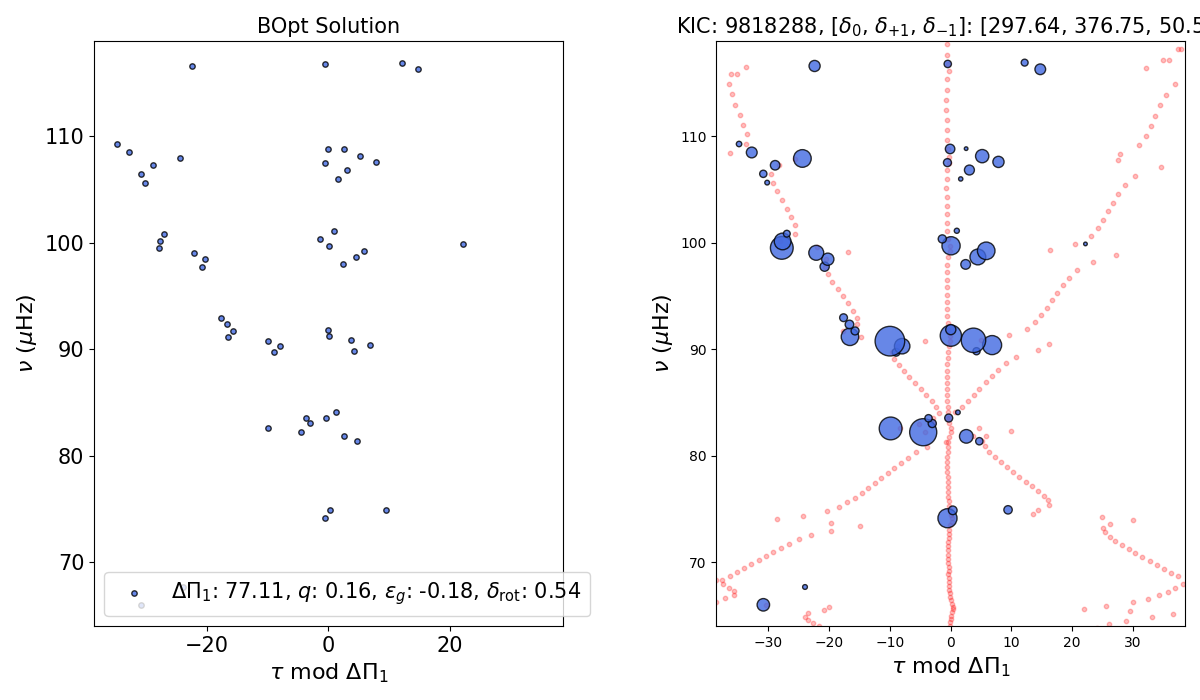 BOpt Solution
KIC: 9818288, [δ₀, δ₊₁, δ₋₁]: [297.64, 376.75, 50.5
110
100
90
80
70
ν (μHz)
ΔΠ₁: 77.11, q: 0.16, ε_g: -0.18, δ_rot: 0.54
−20 0 20
τ mod ΔΠ₁
110
100
90
80
70
ν (μHz)
−30 −20 −10 0 10 20 30
τ mod ΔΠ₁